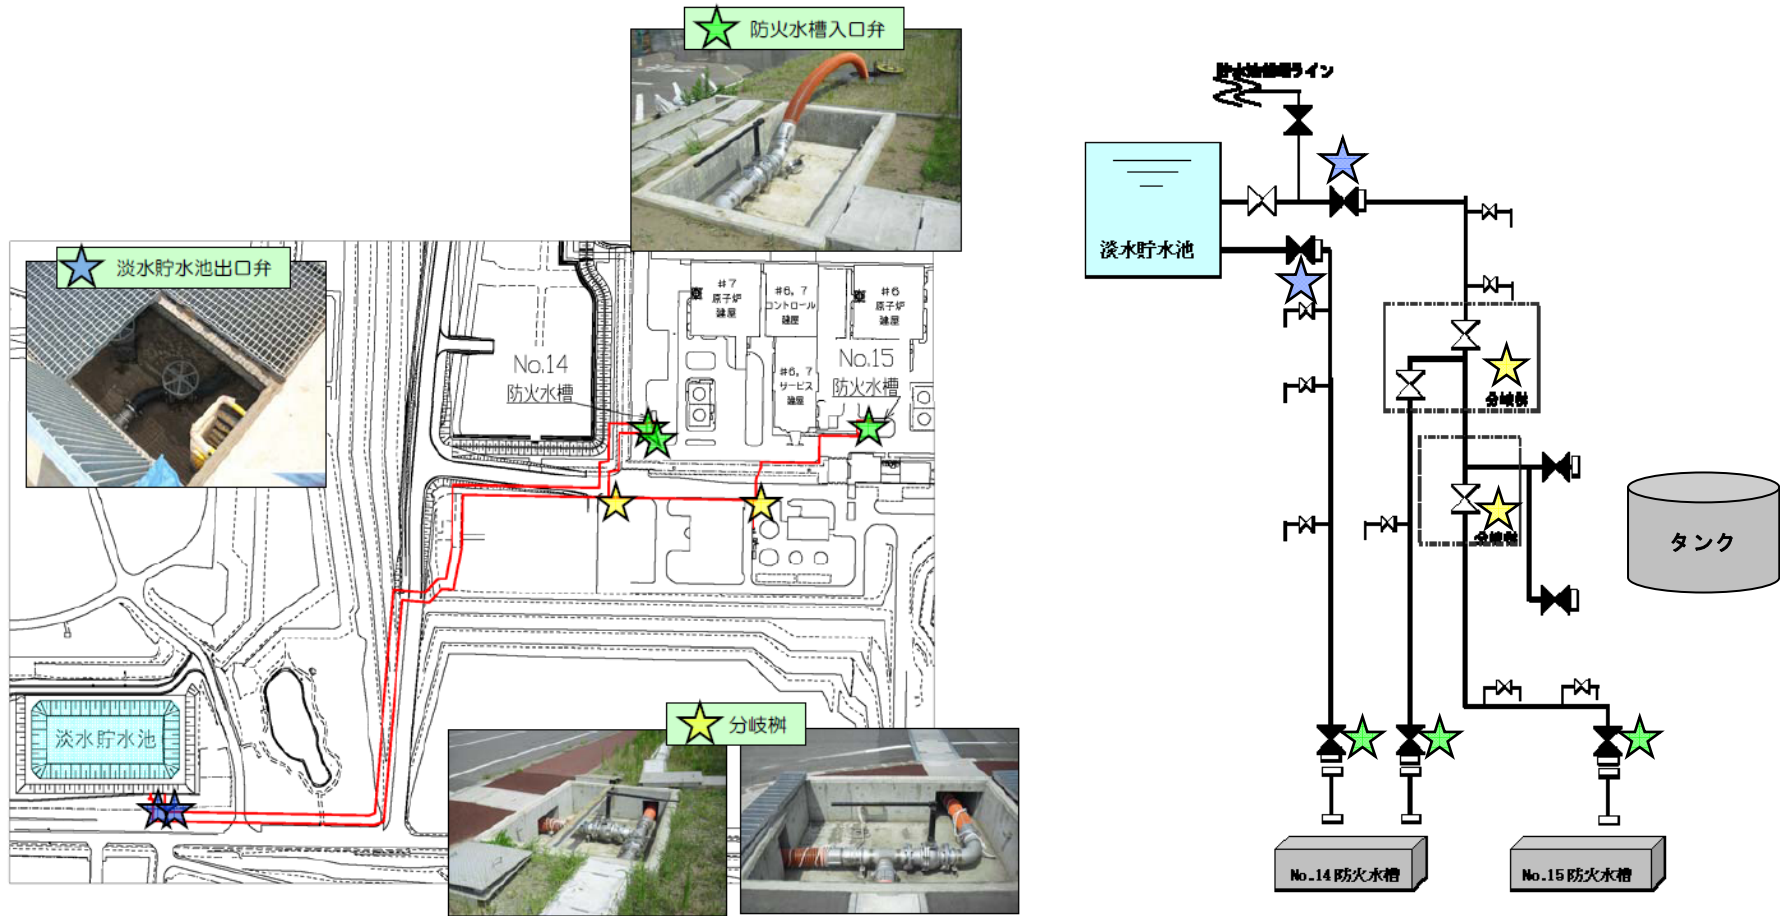 防火水槽入口弁
淡水貯水池出口弁
#7
原子炉
建屋
#6，7
コントロール
建屋
#6
原子炉
建屋
No.14
防火水槽
#6，7
サービス
建屋
No.15
防火水槽
淡水貯水池
分岐桝
ライン
淡水貯水池
分岐桝
分岐桝
タンク
No.14防火水槽
No.15防火水槽